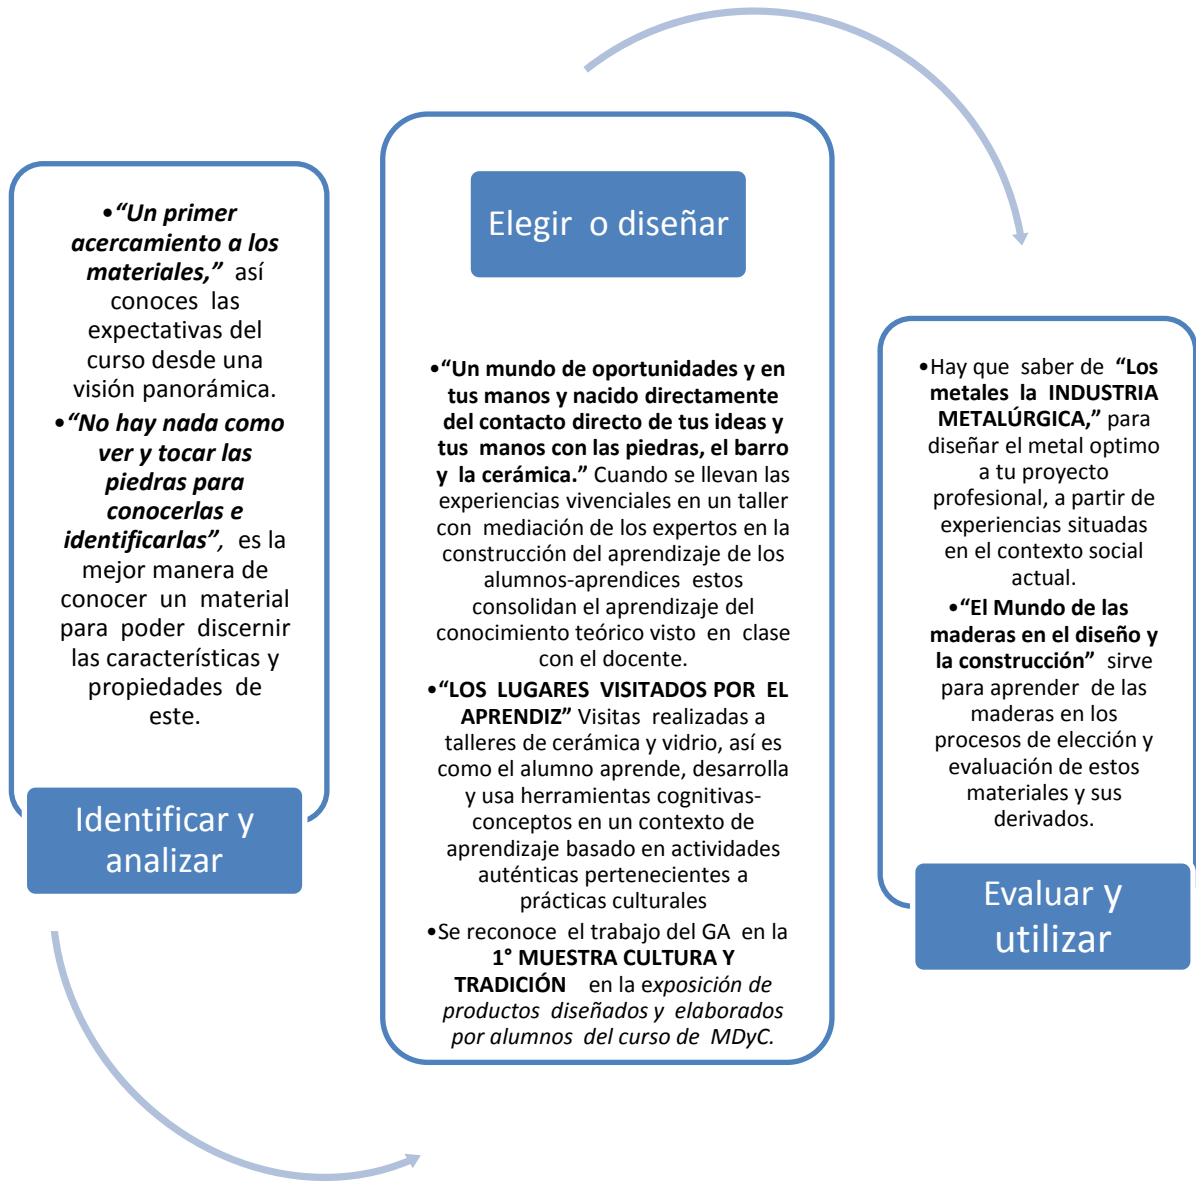 •“Un primer
acercamiento a los
materiales,” así
conoces las
expectativas del
curso desde una
visión panorámica.
•“No hay nada como
ver y tocar las
piedras para
conocerlas e
identificarlas”, es la
mejor manera de
conocer un material
para poder discernir
las características y
propiedades de
este.
Identificar y
analizar
Elegir o diseñar
•“Un mundo de oportunidades y en
tus manos y nacido directamente
del contacto directo de tus ideas y
tus manos con las piedras, el barro
y la cerámica.” Cuando se llevan las
experiencias vivenciales en un taller
con mediación de los expertos en la
construcción del aprendizaje de los
alumnos-aprendices estos
consolidan el aprendizaje del
conocimiento teórico visto en clase
con el docente.
•“LOS LUGARES VISITADOS POR EL
APRENDIZ” Visitas realizadas a
talleres de cerámica y vidrio, así es
como el alumno aprende, desarrolla
y usa herramientas cognitivas-
conceptos en un contexto de
aprendizaje basado en actividades
auténticas pertenecientes a
prácticas culturales
•Se reconoce el trabajo del GA en la
1° MUESTRA CULTURA Y
TRADICIÓN en la exposición de
productos diseñados y elaborados
por alumnos del curso de MDyC.
•Hay que saber de “Los
metales la INDUSTRIA
METALÚRGICA,” para
diseñar el metal optimo
a tu proyecto
profesional, a partir de
experiencias situadas
en el contexto social
actual.
•“El Mundo de las
maderas en el diseño y
la construcción” sirve
para aprender de las
maderas en los
procesos de elección y
evaluación de estos
materiales y sus
derivados.
Evaluar y
utilizar